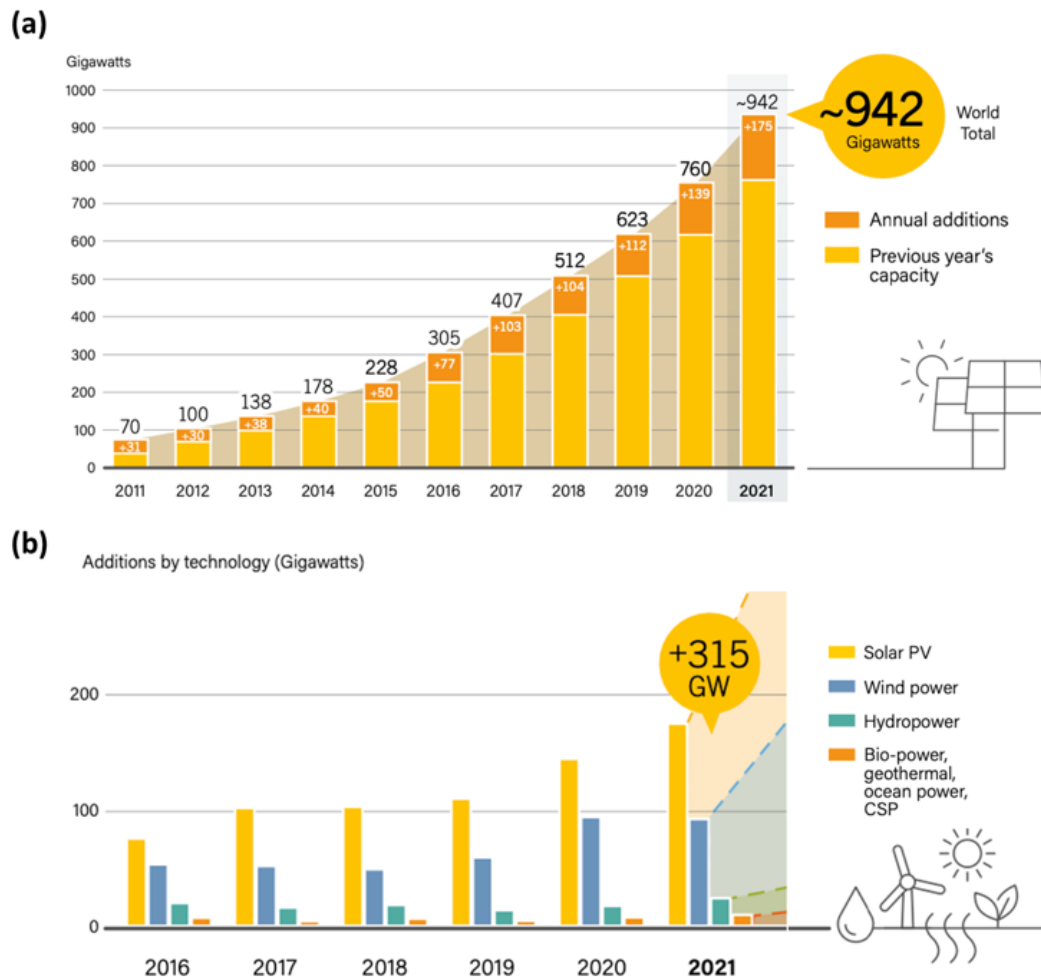 (a)
Gigawatts
1000
900
800
700
600
500
400
300
200
100
0
70
+31
100
+30
138
+38
178
+40
228
+50
305
+77
407
+103
512
+104
623
+112
760
+139
~942
+175
2011 2012 2013 2014 2015 2016 2017 2018 2019 2020 2021
~942
Gigawatts
World
Total
Annual additions
Previous year's
capacity
(b)
Additions by technology (Gigawatts)
200
100
0
+315
GW
2016 2017 2018 2019 2020 2021
Solar PV
Wind power
Hydropower
Bio-power,
geothermal,
ocean power,
CSP